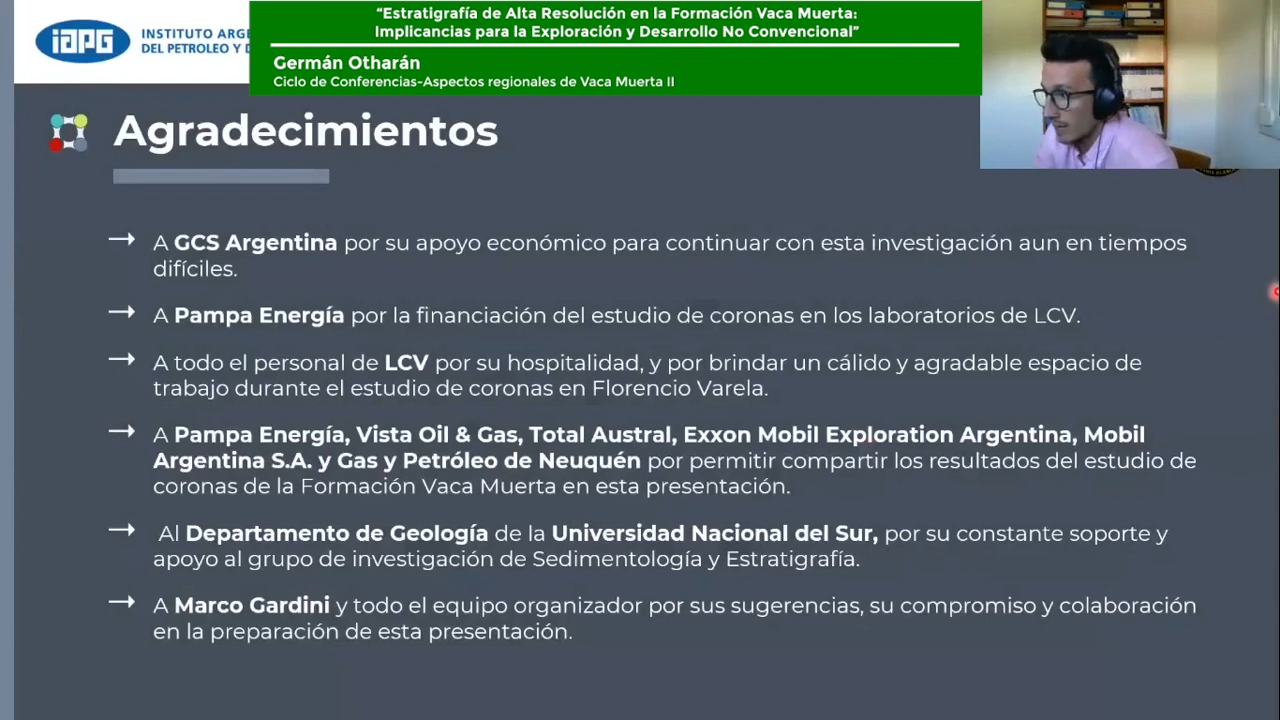 iAPG
INSTITUTO ARGE
DEL PETROLEO Y D
“Estratigrafía de Alta Resolución en la Formación Vaca Muerta:
Implicancias para la Exploración y Desarrollo No Convencional”
Germán Otharán
Ciclo de Conferencias-Aspectos regionales de Vaca Muerta II
Agradecimientos
→ A GCS Argentina por su apoyo económico para continuar con esta investigación aun en tiempos
difíciles.
→ A Pampa Energía por la financiación del estudio de coronas en los laboratorios de LCV.
→ A todo el personal de LCV por su hospitalidad, y por brindar un cálido y agradable espacio de
trabajo durante el estudio de coronas en Florencio Varela.
→ A Pampa Energía, Vista Oil & Gas, Total Austral, Exxon Mobil Exploration Argentina, Mobil
Argentina S.A. y Gas y Petróleo de Neuquén por permitir compartir los resultados del estudio de
coronas de la Formación Vaca Muerta en esta presentación.
→ Al Departamento de Geología de la Universidad Nacional del Sur, por su constante soporte y
apoyo al grupo de investigación de Sedimentología y Estratigrafía.
→ A Marco Gardini y todo el equipo organizador por sus sugerencias, su compromiso y colaboración
en la preparación de esta presentación.